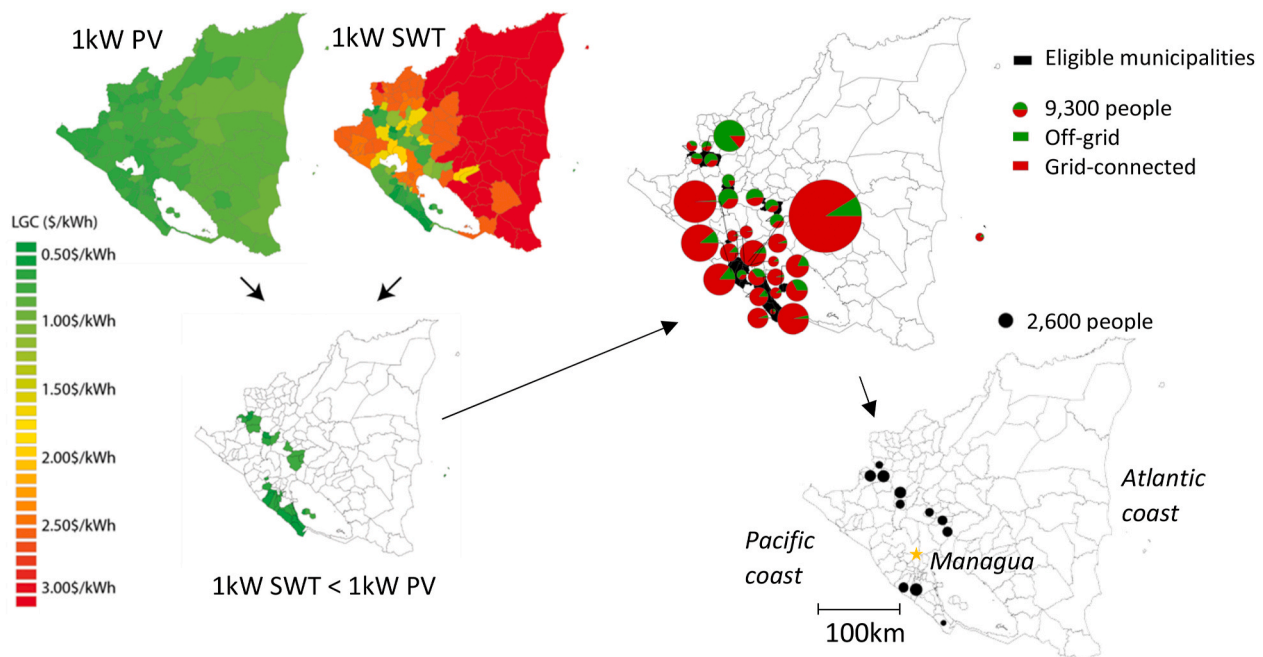 1kW PV
1kW SWT
LGC ($/kWh)
0.50$/kWh
1.00$/kWh
1.50$/kWh
2.00$/kWh
2.50$/kWh
3.00$/kWh
1kW SWT < 1kW PV
Eligible municipalities
9,300 people
Off-grid
Grid-connected
2,600 people
Atlantic
coast
Pacific
coast
Managua
100km